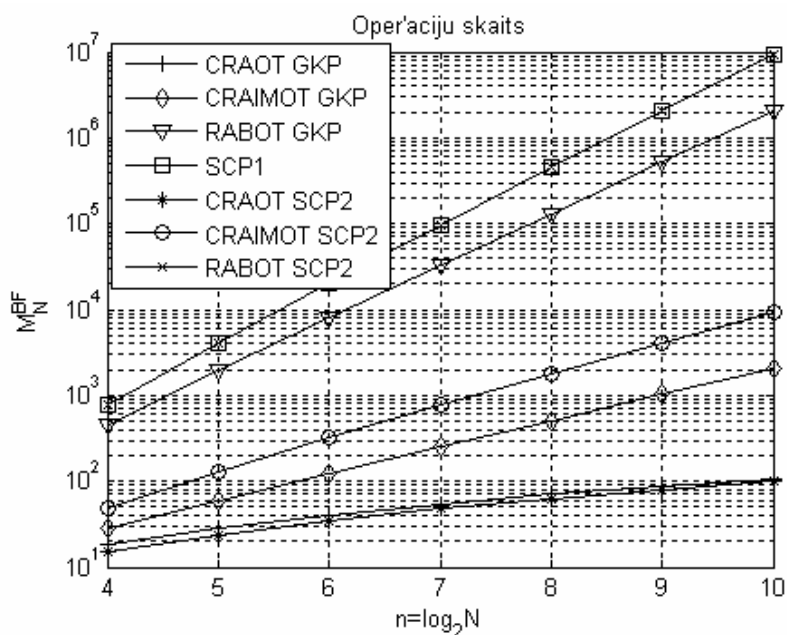 Oper'aciju skaits
10^7
10^6
10^5
10^4
10^3
10^2
10^1
M_N^BF
CRAOT GKP
CRAIMOT GKP
RABOT GKP
SCP1
CRAOT SCP2
CRAIMOT SCP2
RABOT SCP2
4 5 6 7 8 9 10
n=log_2N